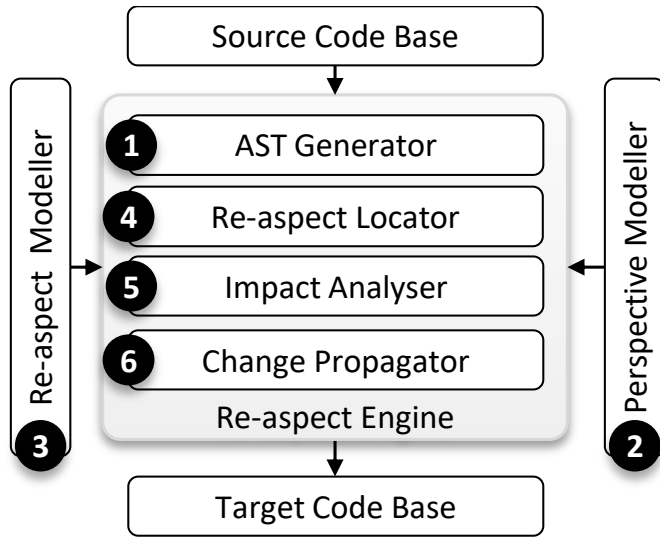 Source Code Base
1 AST Generator
4 Re-aspect Locator
5 Impact Analyser
6 Change Propagator
Re-aspect Engine
Re-aspect Modeller
3
Perspective Modeller
2
Target Code Base